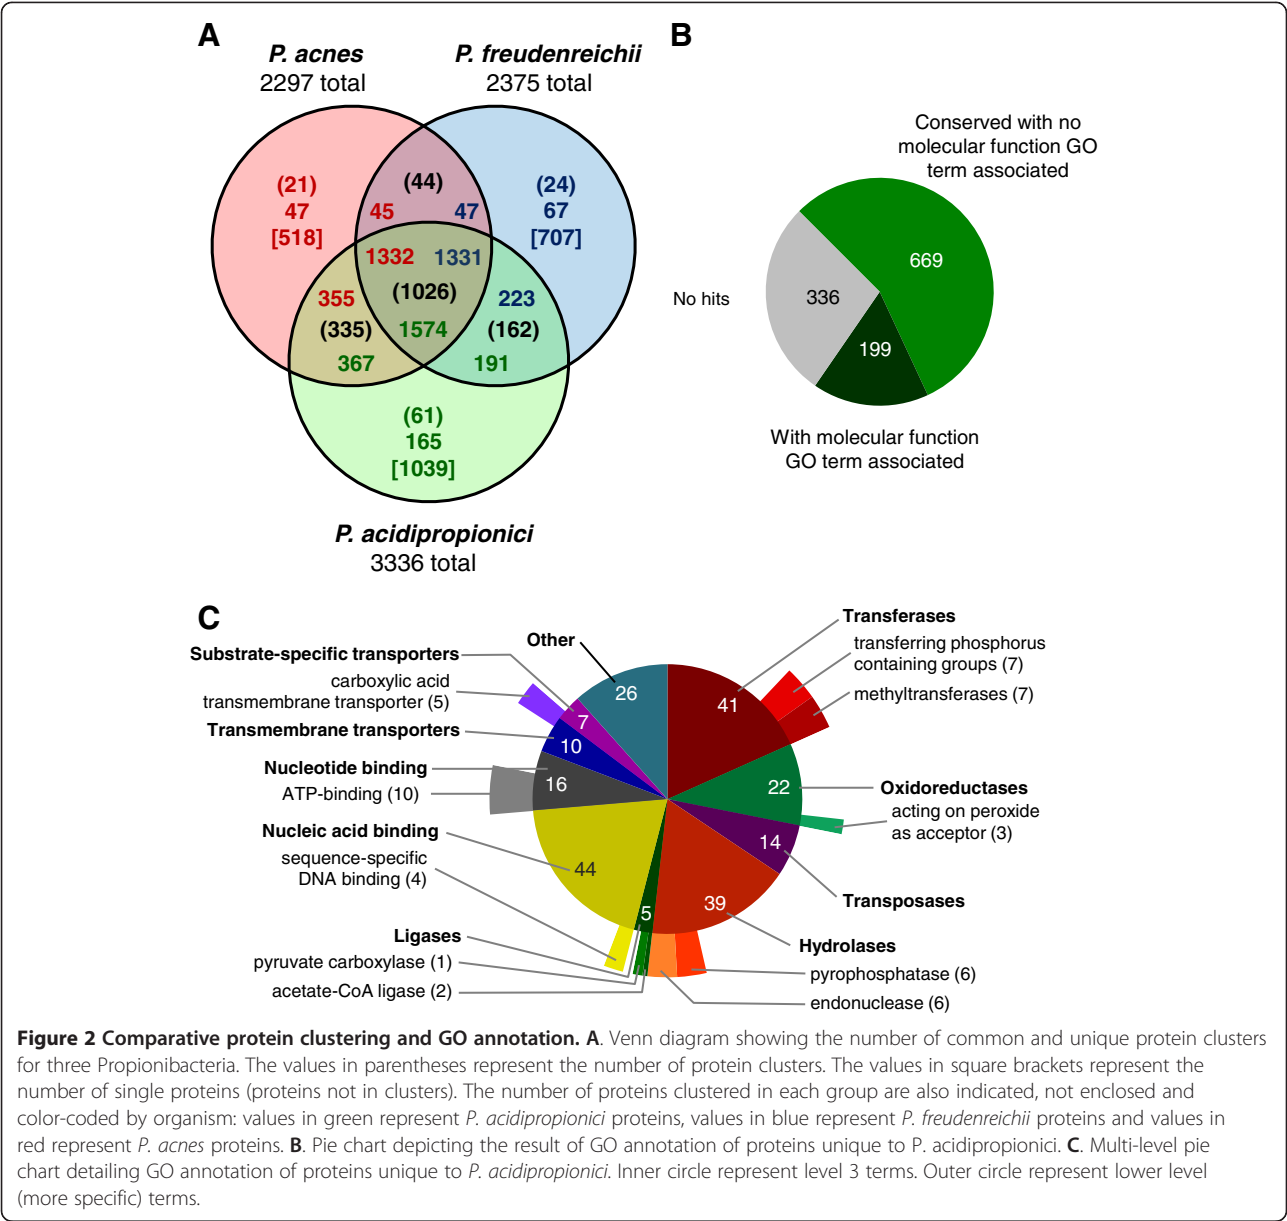 A
P. acnes
2297 total
P. freudenreichii
2375 total
(21)
47
[518]
(44)
45 47
(24)
67
[707]
1332 1331
(1026)
1574
355
(335)
367
223
(162)
191
(61)
165
[1039]
P. acidipropionici
3336 total
B
Conserved with no
molecular function GO
term associated
669
No hits
336
199
With molecular function
GO term associated
C
Other
Substrate-specific transporters
carboxylic acid
transmembrane transporter (5)
Transmembrane transporters
Nucleotide binding
ATP-binding (10)
Nucleic acid binding
sequence-specific
DNA binding (4)
Ligases
pyruvate carboxylase (1)
acetate-CoA ligase (2)
26
7
10
16
44
5
41
22
14
39
Transferases
transferring phosphorus
containing groups (7)
methyltransferases (7)
Oxidoreductases
acting on peroxide
as acceptor (3)
Transposases
Hydrolases
pyrophosphatase (6)
endonuclease (6)
Figure 2 Comparative protein clustering and GO annotation. A. Venn diagram showing the number of common and unique protein clusters
for three Propionibacteria. The values in parentheses represent the number of protein clusters. The values in square brackets represent the
number of single proteins (proteins not in clusters). The number of proteins clustered in each group are also indicated, not enclosed and
color-coded by organism: values in green represent P. acidipropionici proteins, values in blue represent P. freudenreichii proteins and values in
red represent P. acnes proteins. B. Pie chart depicting the result of GO annotation of proteins unique to P. acidipropionici. C. Multi-level pie
chart detailing GO annotation of proteins unique to P. acidipropionici. Inner circle represent level 3 terms. Outer circle represent lower level
(more specific) terms.